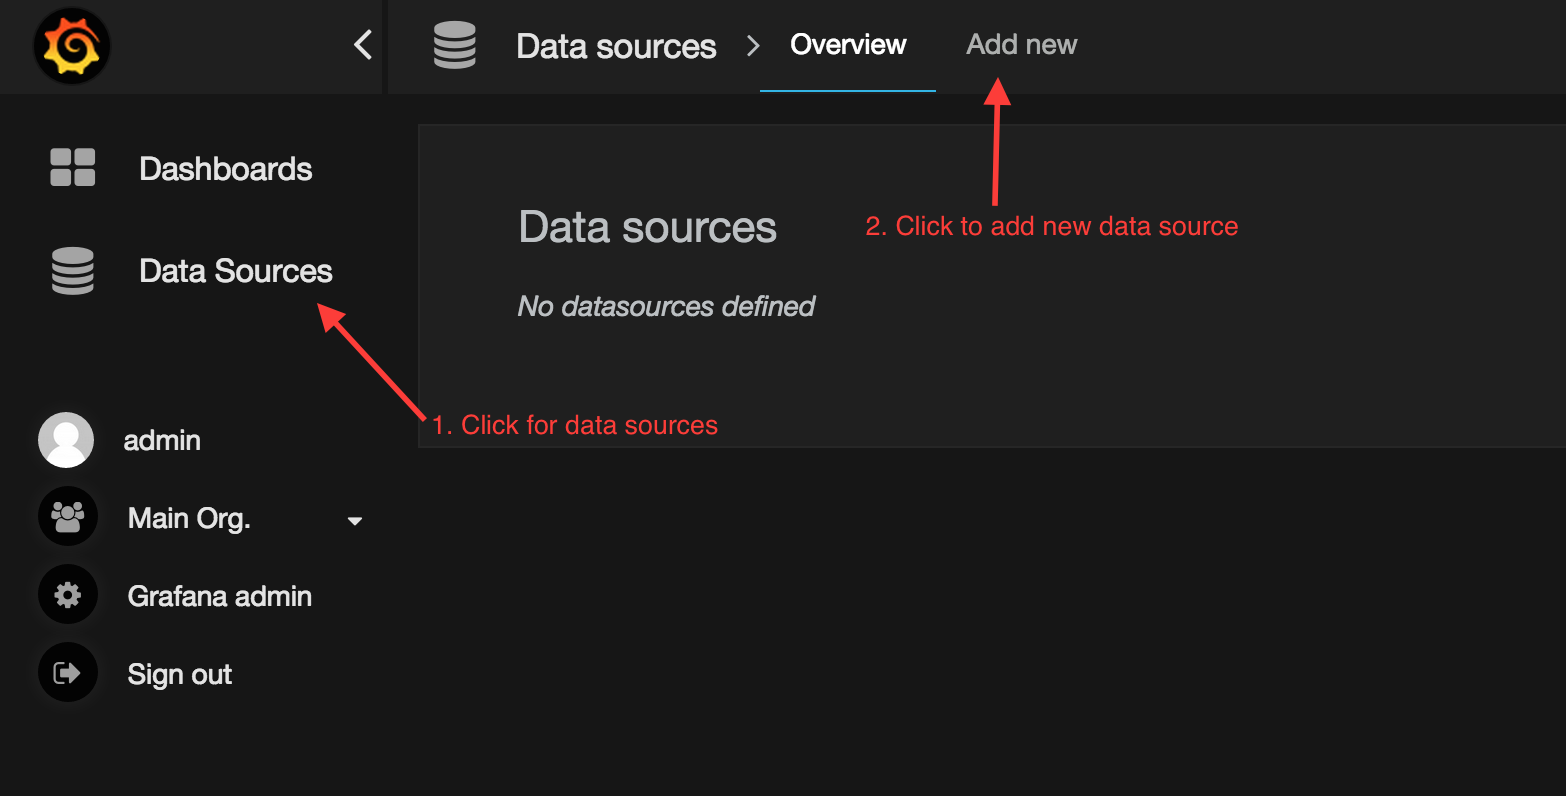 Data sources
Overview
Add new
Dashboards
Data Sources
Data sources
2. Click to add new data source
No datasources defined
1. Click for data sources
admin
Main Org.
Grafana admin
Sign out